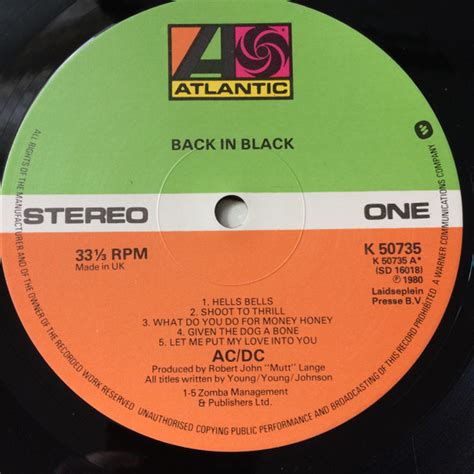 ATLANTIC
BACK IN BLACK
STEREO
ONE
33⅓ RPM
Made in UK
K 50735
K 50735 A*
(SD 16018)
Ⓟ 1980
Laidseplein
Presse B.V.
1. HELLS BELLS
2. SHOOT TO THRILL
3. WHAT DO YOU DO FOR MONEY HONEY
4. GIVEN THE DOG A BONE
5. LET ME PUT MY LOVE INTO YOU
AC/DC
Produced by Robert John "Mutt" Lange
All titles written by Young/Young/Johnson
1-5 Zomba Management
& Publishers Ltd.
ALL RIGHTS OF THE MANUFACTURER AND OF THE OWNER OF THE RECORDED WORK RESERVED UNAUTHORISED COPYING PUBLIC PERFORMANCE AND BROADCASTING OF THIS RECORD PROHIBITED. A WARNER COMMUNICATIONS COMPANY